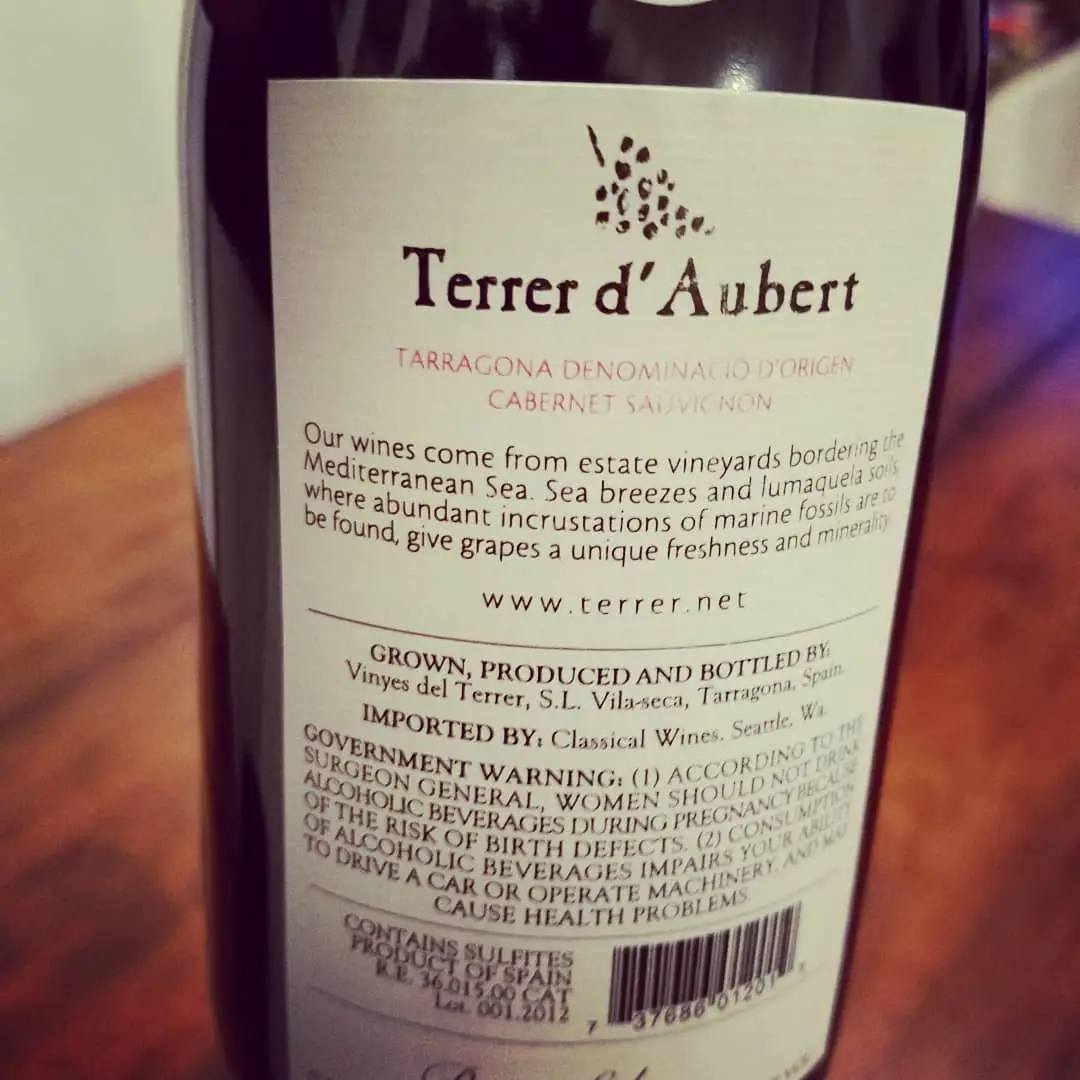 Terrer d'Aubert
TARRAGONA DENOMINACIÓ D'ORIGEN
CABERNET SAUVIGNON
Our wines come from estate vineyards bordering the
Mediterranean Sea. Sea breezes and lumaquela soils,
where abundant incrustations of marine fossils are to
be found, give grapes a unique freshness and minerality.
www.terrer.net
GROWN, PRODUCED AND BOTTLED BY:
Vinyes del Terrer, S.L. Vila-seca, Tarragona, Spain.
IMPORTED BY: Classical Wines. Seattle, Wa.
GOVERNMENT WARNING: (1) ACCORDING TO THE
SURGEON GENERAL, WOMEN SHOULD NOT DRINK
ALCOHOLIC BEVERAGES DURING PREGNANCY BECAUSE
OF THE RISK OF BIRTH DEFECTS. (2) CONSUMPTION
OF ALCOHOLIC BEVERAGES IMPAIRS YOUR ABILITY
TO DRIVE A CAR OR OPERATE MACHINERY, AND MAY
CAUSE HEALTH PROBLEMS.
CONTAINS SULFITES
PRODUCT OF SPAIN
R.E. 36.015.00 CAT
Lot. 001.2012
7 37686 01201